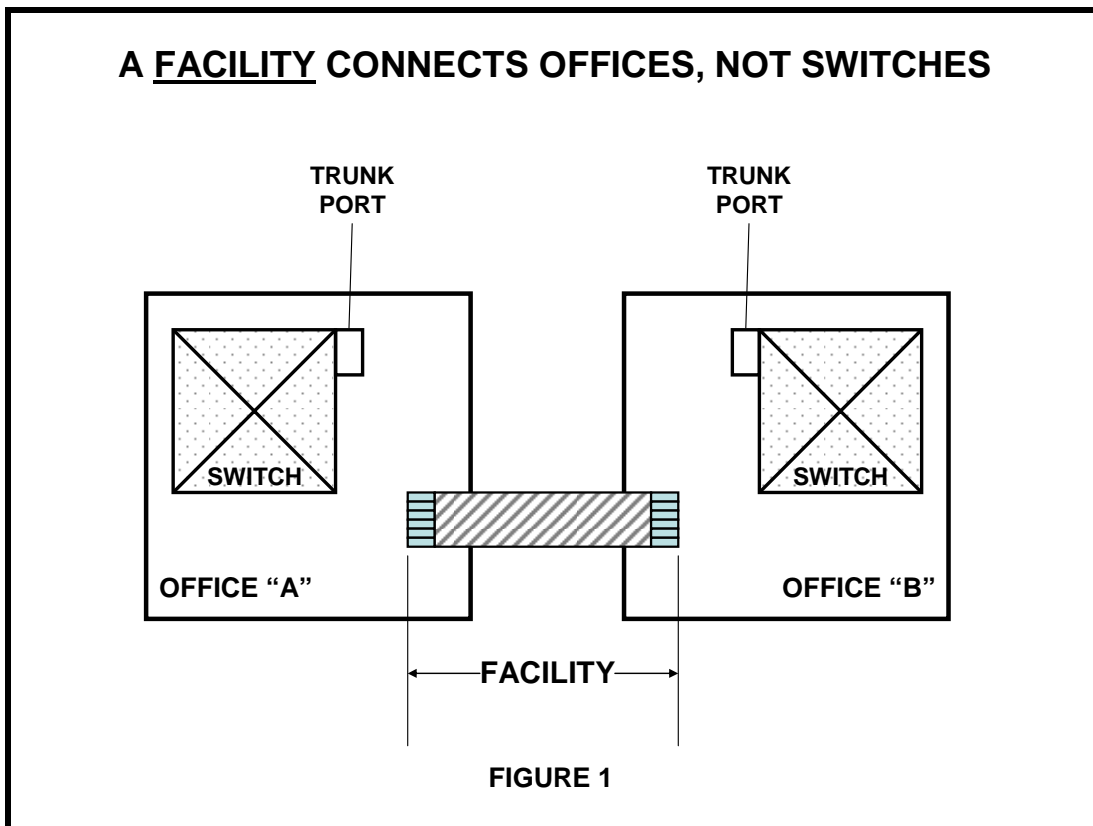 A FACILITY CONNECTS OFFICES, NOT SWITCHES
TRUNK
PORT
TRUNK
PORT
SWITCH
SWITCH
OFFICE “A”
OFFICE “B”
FACILITY
FIGURE 1